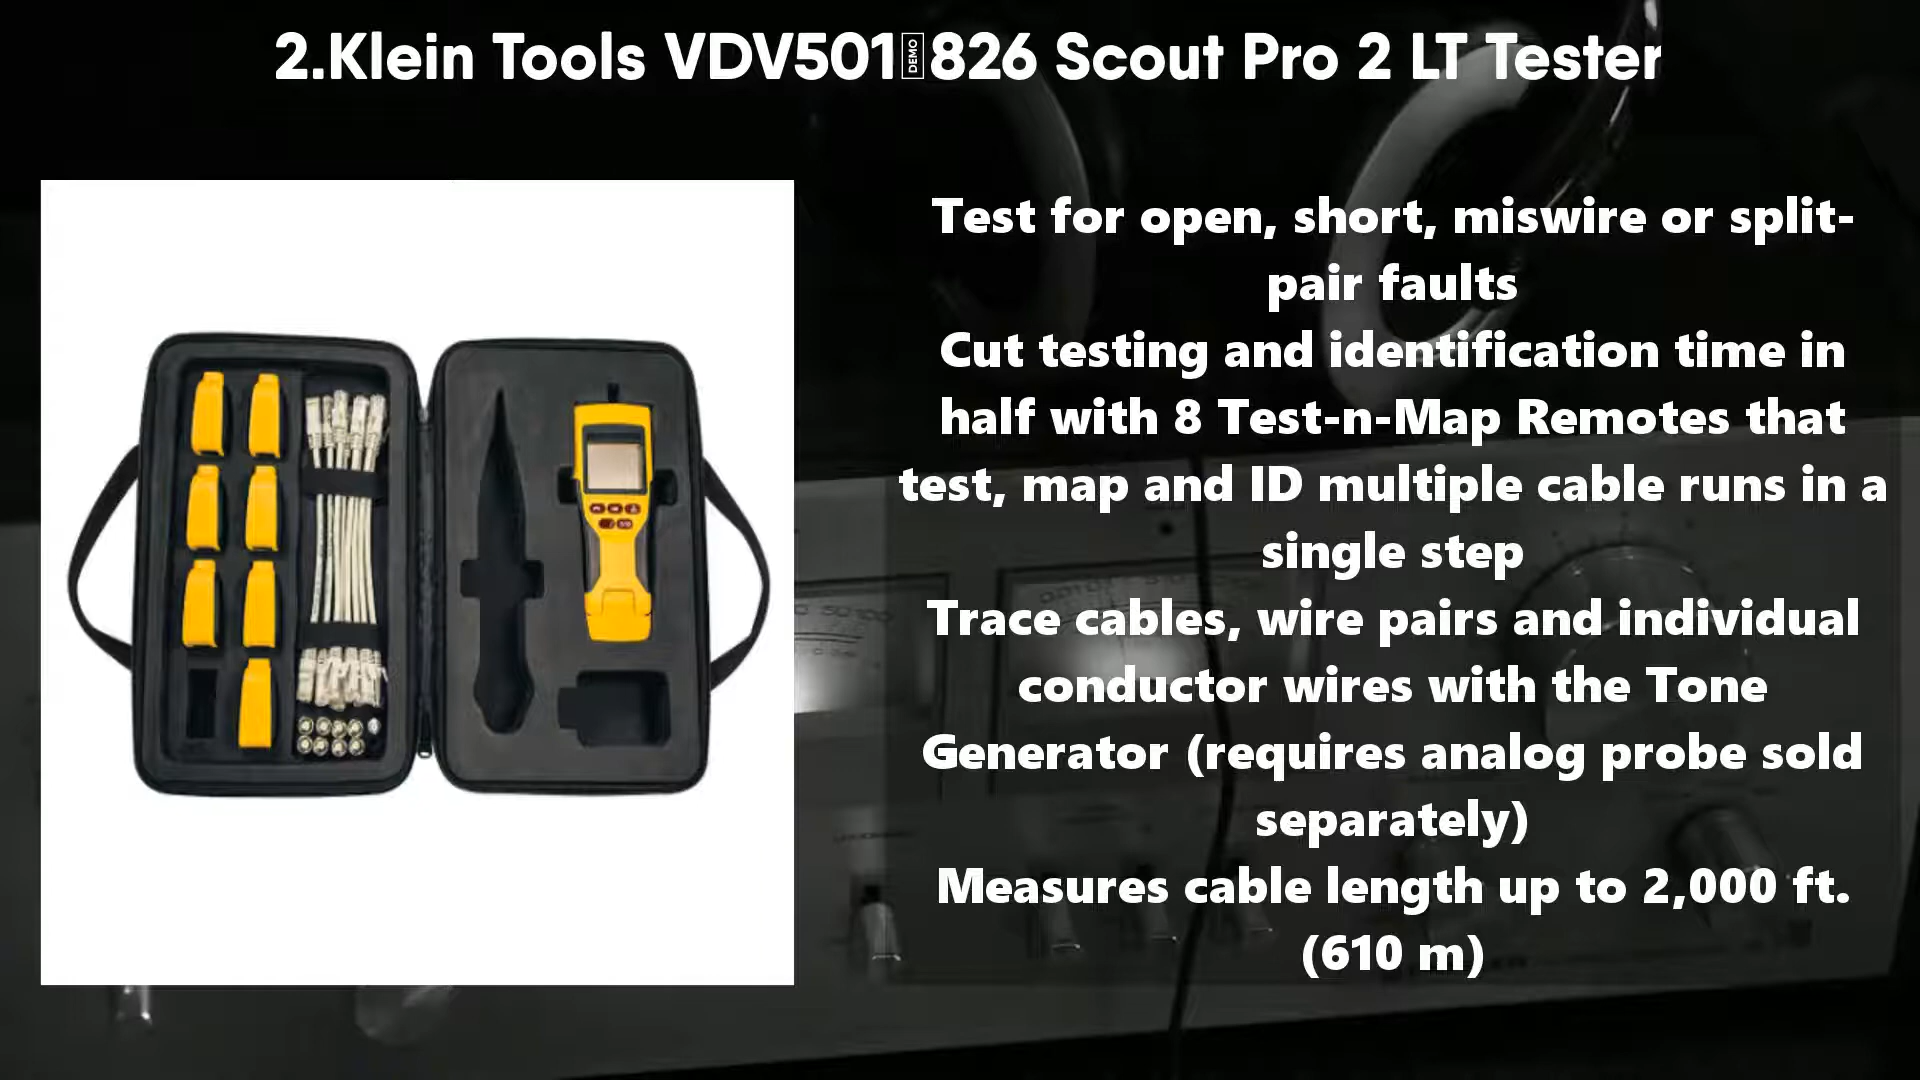 2.Klein Tools VDV501DEMO826 Scout Pro 2 LT Tester
Test for open, short, miswire or split-
pair faults
Cut testing and identification time in
half with 8 Test-n-Map Remotes that
test, map and ID multiple cable runs in a
single step
Trace cables, wire pairs and individual
conductor wires with the Tone
Generator (requires analog probe sold
separately)
Measures cable length up to 2,000 ft.
(610 m)